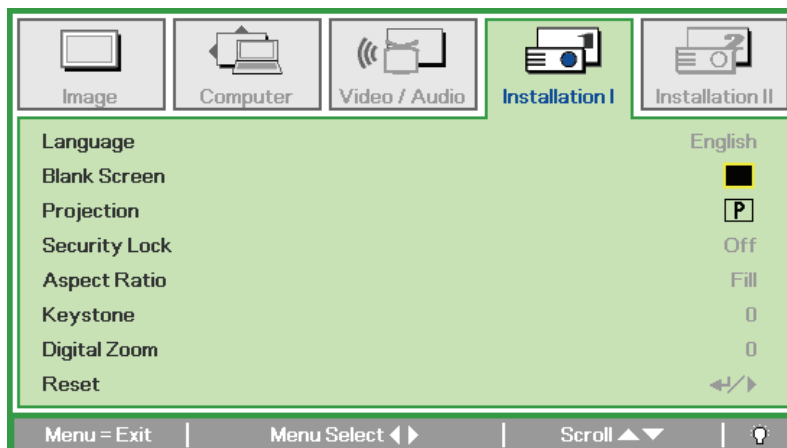 Image Computer Video / Audio Installation I Installation II
Language English
Blank Screen
Projection P
Security Lock Off
Aspect Ratio Fill
Keystone 0
Digital Zoom 0
Reset
Menu = Exit Menu Select Scroll